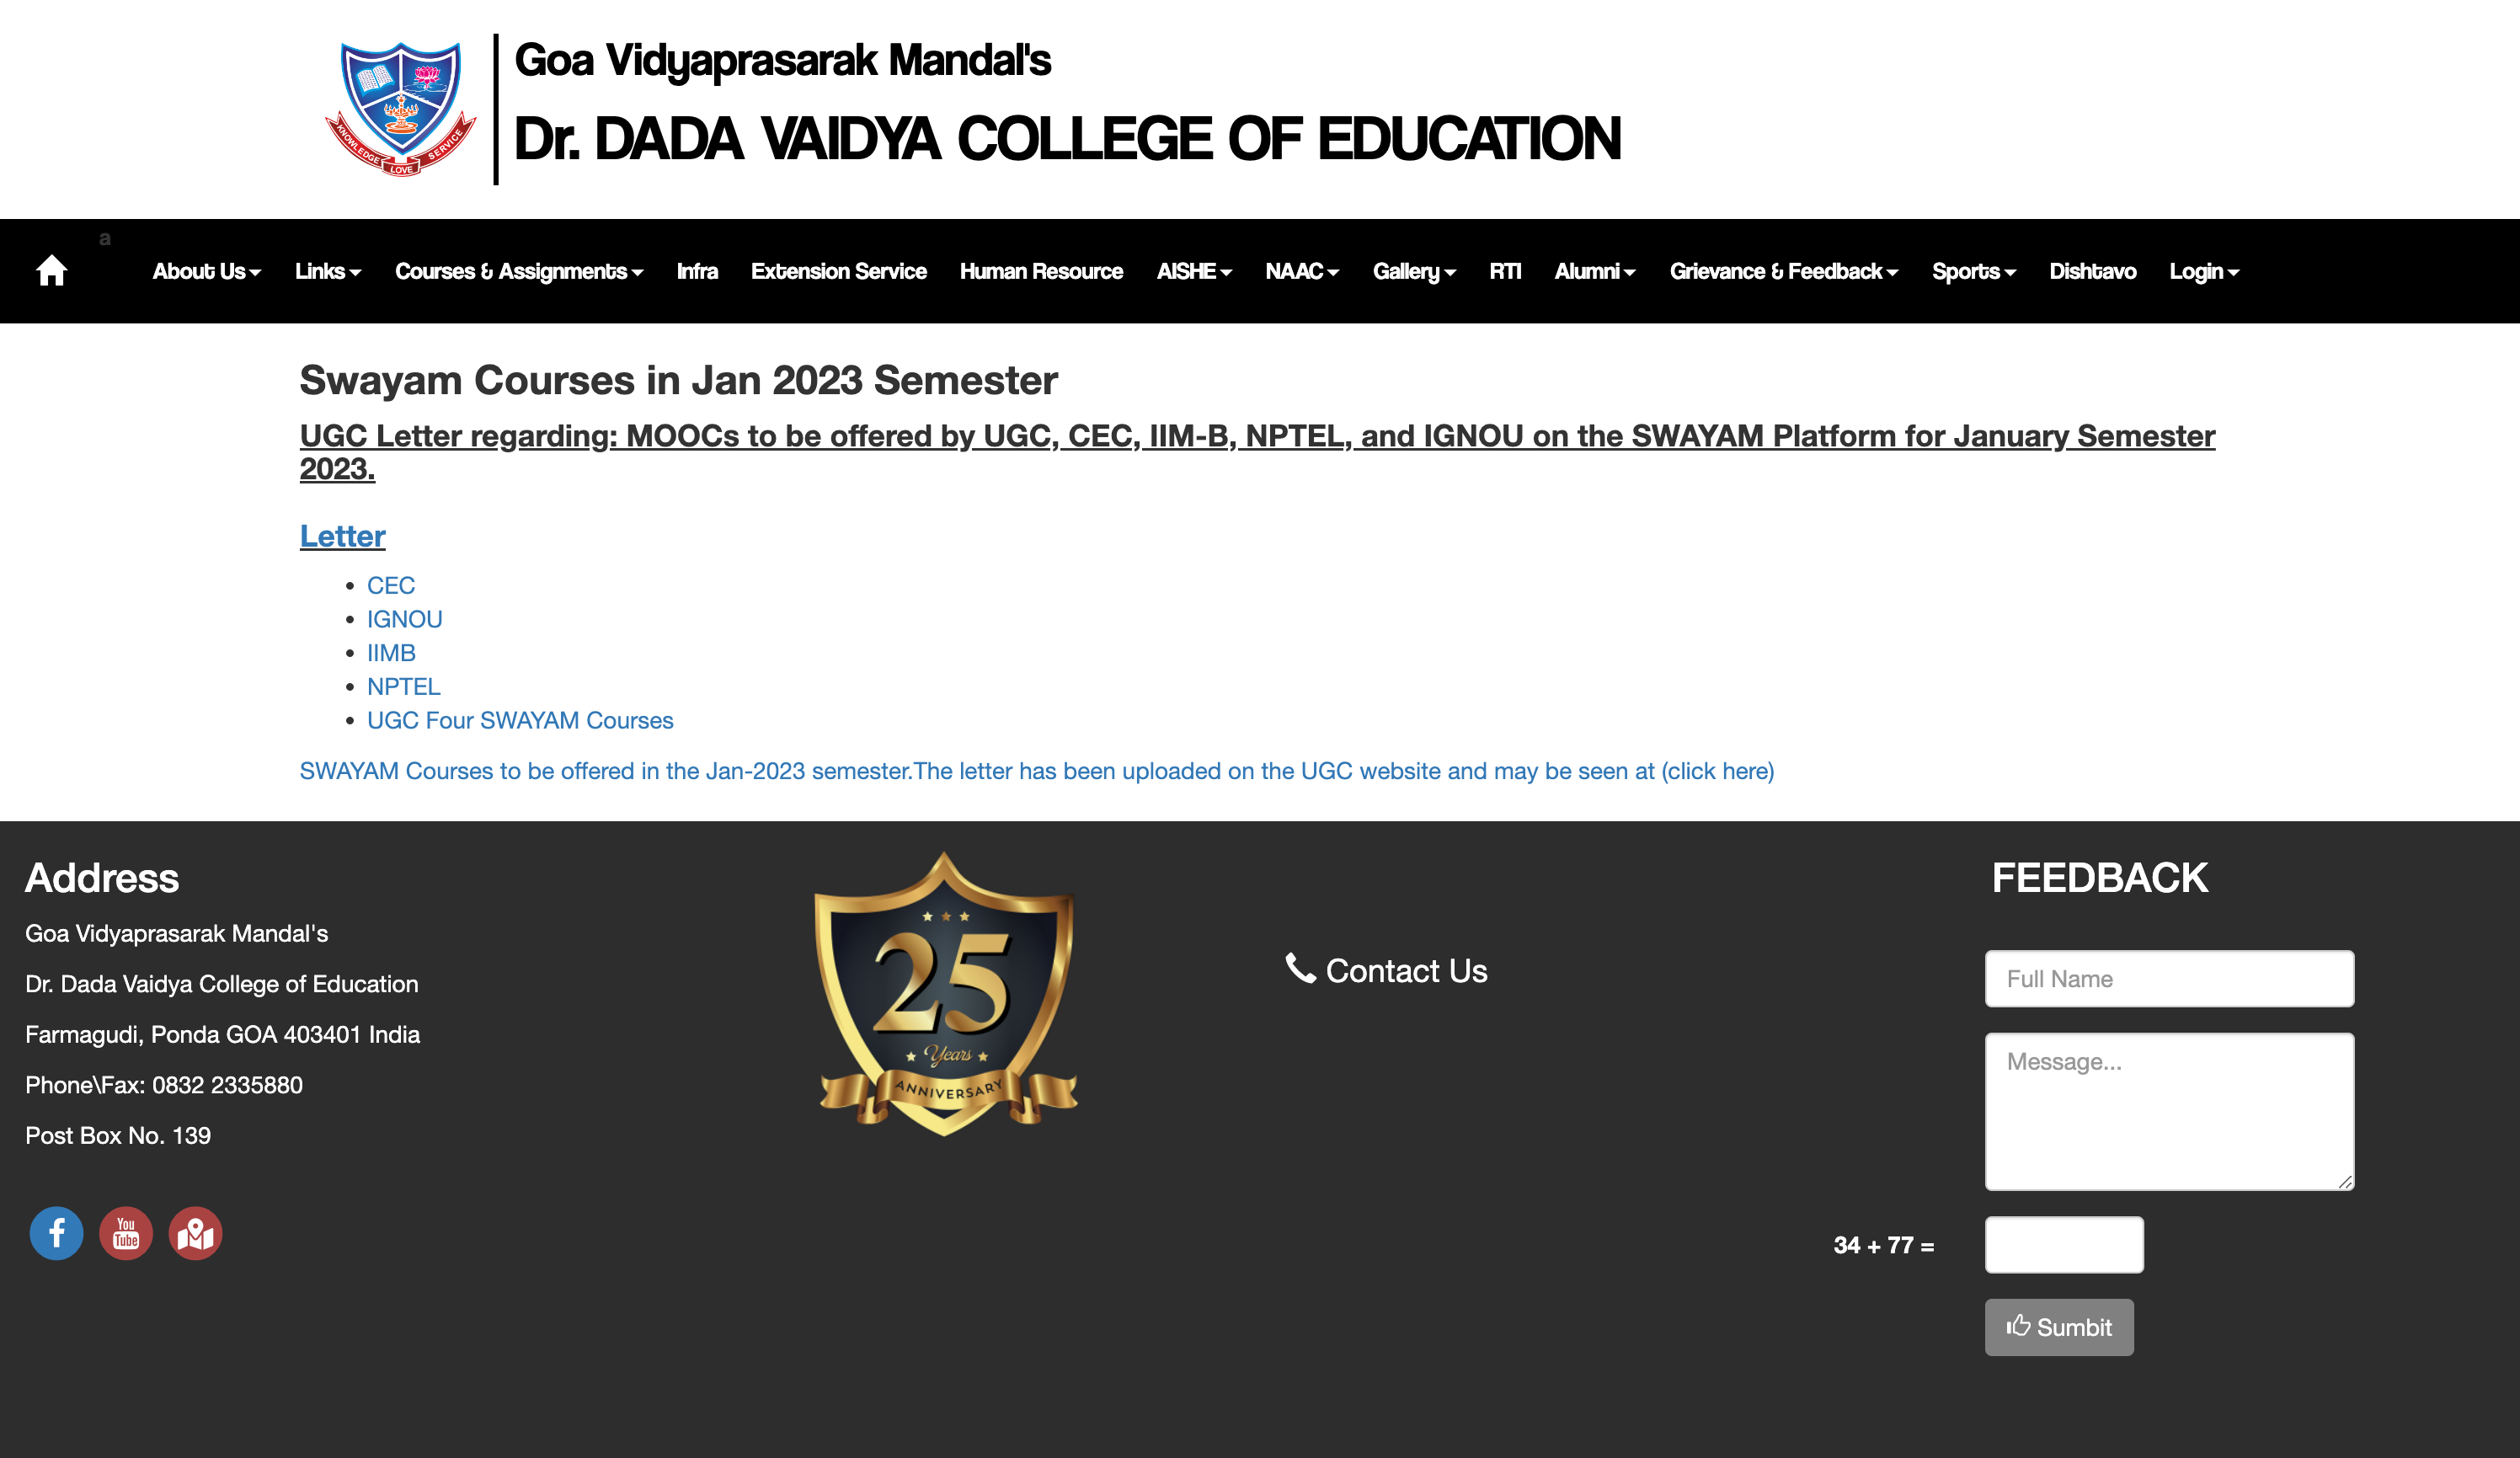 KNOWLEDGE
LOVE
SERVICE
Goa Vidyaprasarak Mandal's
Dr. DADA VAIDYA COLLEGE OF EDUCATION
a
About Us Links Courses & Assignments Infra Extension Service Human Resource AISHE NAAC Gallery RTI Alumni Grievance & Feedback Sports Dishtavo Login
Swayam Courses in Jan 2023 Semester
UGC Letter regarding: MOOCs to be offered by UGC, CEC, IIM-B, NPTEL, and IGNOU on the SWAYAM Platform for January Semester
2023.
Letter
• CEC
• IGNOU
• IIMB
• NPTEL
• UGC Four SWAYAM Courses
SWAYAM Courses to be offered in the Jan-2023 semester.The letter has been uploaded on the UGC website and may be seen at (click here)
Address
Goa Vidyaprasarak Mandal's
Dr. Dada Vaidya College of Education
Farmagudi, Ponda GOA 403401 India
Phone\Fax: 0832 2335880
Post Box No. 139
You
Tube
25
Years
ANNIVERSARY
Contact Us
FEEDBACK
Full Name
Message...
34 + 77 =
Sumbit